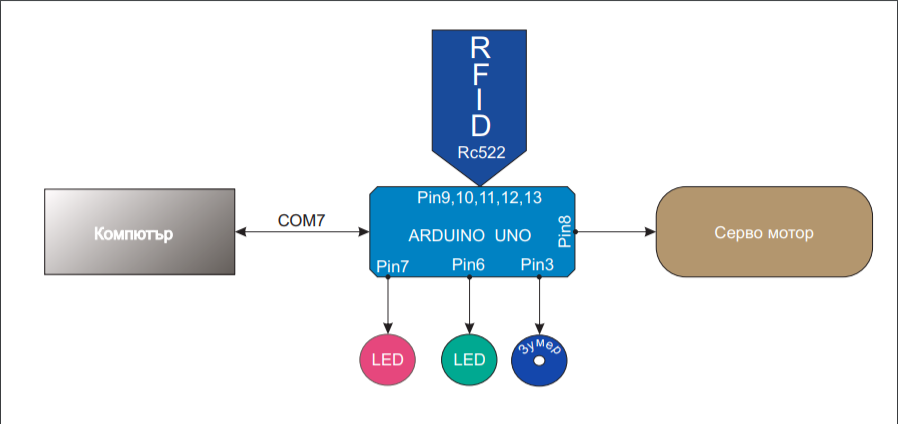 R
F
I
D
Rc522
Pin9,10,11,12,13
COM7
Компютър
ARDUINO UNO
Pin8
Серво мотор
Pin7
Pin6
Pin3
LED
LED
Зумер